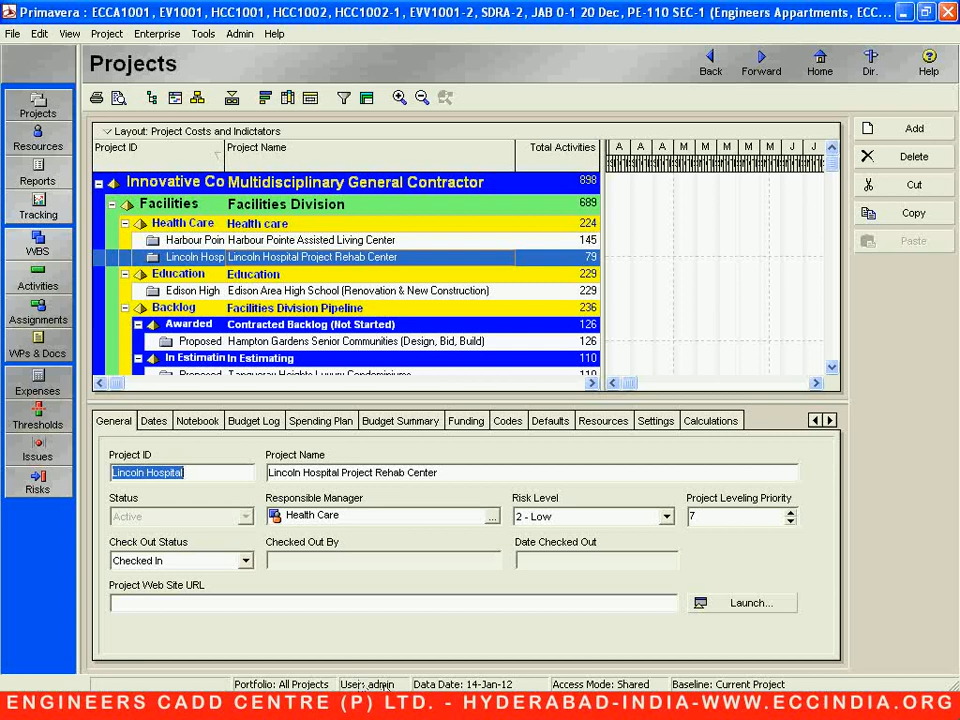 Primavera : ECCA1001, EV1001, HCC1001, HCC1002, HCC1002-1, EVV1001-2, SDRA-2, JAB 0-1 20 Dec, PE-110 SEC-1 (Engineers Appartments, ECC...
File Edit View Project Enterprise Tools Admin Help
Projects
Back Forward Home Dir. Help
Projects
Resources
Reports
Tracking
WBS
Activities
Assignments
WPs & Docs
Expenses
Thresholds
Issues
Risks
Layout: Project Costs and Indictators
Project ID Project Name Total Activities
A A A M M M M J J
Innovative Co Multidisciplinary General Contractor 898
Facilities Facilities Division 689
Health Care Health care 224
Harbour Poin Harbour Pointe Assisted Living Center 145
Lincoln Hosp Lincoln Hospital Project Rehab Center 79
Education Education 229
Edison High Edison Area High School (Renovation & New Construction) 229
Backlog Facilities Division Pipeline 236
Awarded Contracted Backlog (Not Started) 126
Proposed Hampton Gardens Senior Communities (Design, Bid, Build) 126
In Estimatin In Estimating 110
Proposed Tangueray Heights Luxury Condominiums 110
Add
Delete
Cut
Copy
Paste
General Dates Notebook Budget Log Spending Plan Budget Summary Funding Codes Defaults Resources Settings Calculations
Project ID Project Name
Lincoln Hospital Lincoln Hospital Project Rehab Center
Status Responsible Manager Risk Level Project Leveling Priority
Active Health Care ... 2 - Low 7
Check Out Status Checked Out By Date Checked Out
Checked In
Project Web Site URL
Launch...
Portfolio: All Projects User: admin Data Date: 14-Jan-12 Access Mode: Shared Baseline: Current Project
ENGINEERS CADD CENTRE (P) LTD. - HYDERABAD-INDIA-WWW.ECCINDIA.ORG